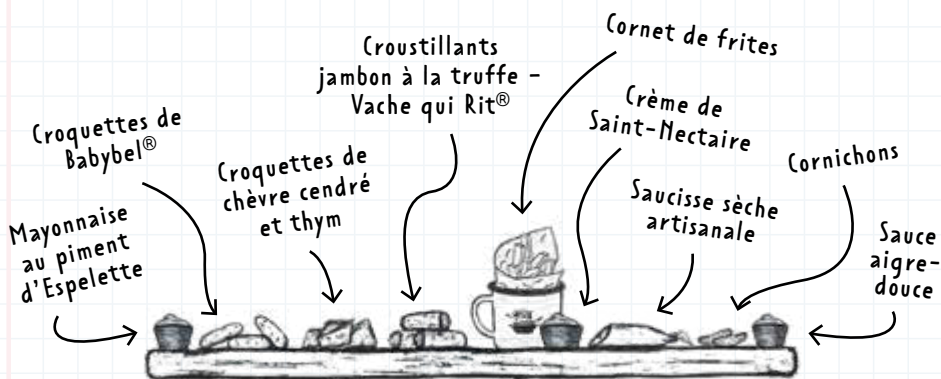 Cornet de frites
Croustillants
jambon à la truffe –
Vache qui Rit®
Crème de
Saint-Nectaire
Croquettes de
Babybel®
Croquettes de
chèvre cendré
et thym
Cornichons
Saucisse sèche
artisanale
Mayonnaise
au piment
d'Espelette
Sauce
aigre-
douce